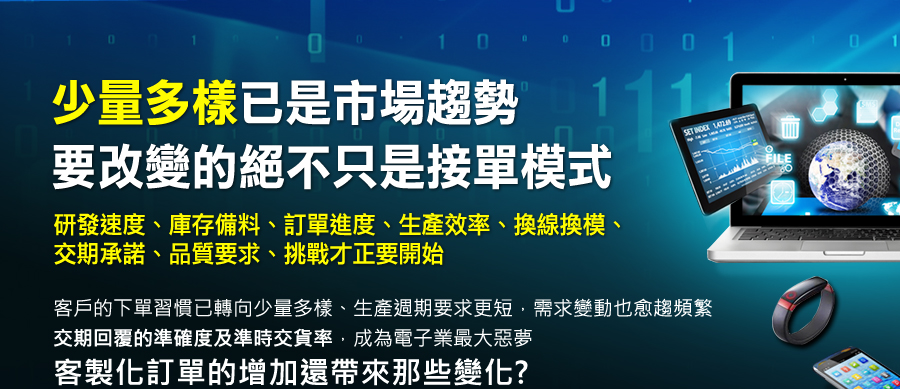 少量多樣已是市場趨勢
要改變的絕不只是接單模式
研發速度、庫存備料、訂單進度、生產效率、換線換模、
交期承諾、品質要求、挑戰才正要開始
客戶的下單習慣已轉向少量多樣、生產週期要求更短，需求變動也愈趨頻繁
交期回覆的準確度及準時交貨率，成為電子業最大惡夢
客製化訂單的增加還帶來那些變化?
SET INDEX 1,472.89
FILE